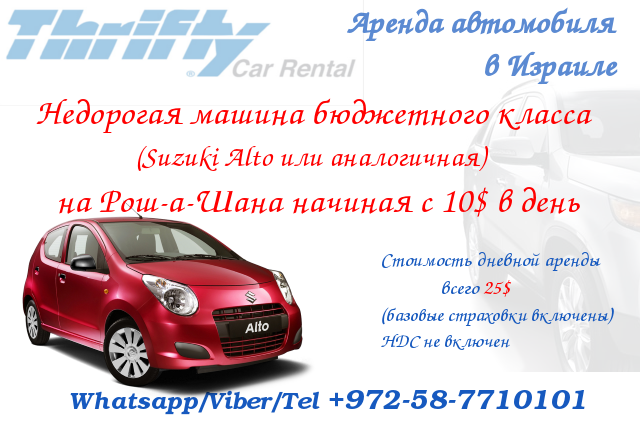 Thrifty
Аренда автомобиля
® Car Rental
в Израиле
Недорогая машина бюджетного класса
(Suzuki Alto или аналогичная)
на Рош-а-Шана начиная с 10$ в день
Стоимость дневной аренды
всего 25$
(базовые страховки включены)
НДС не включен
Alto
Whatsapp/Viber/Tel +972-58-7710101